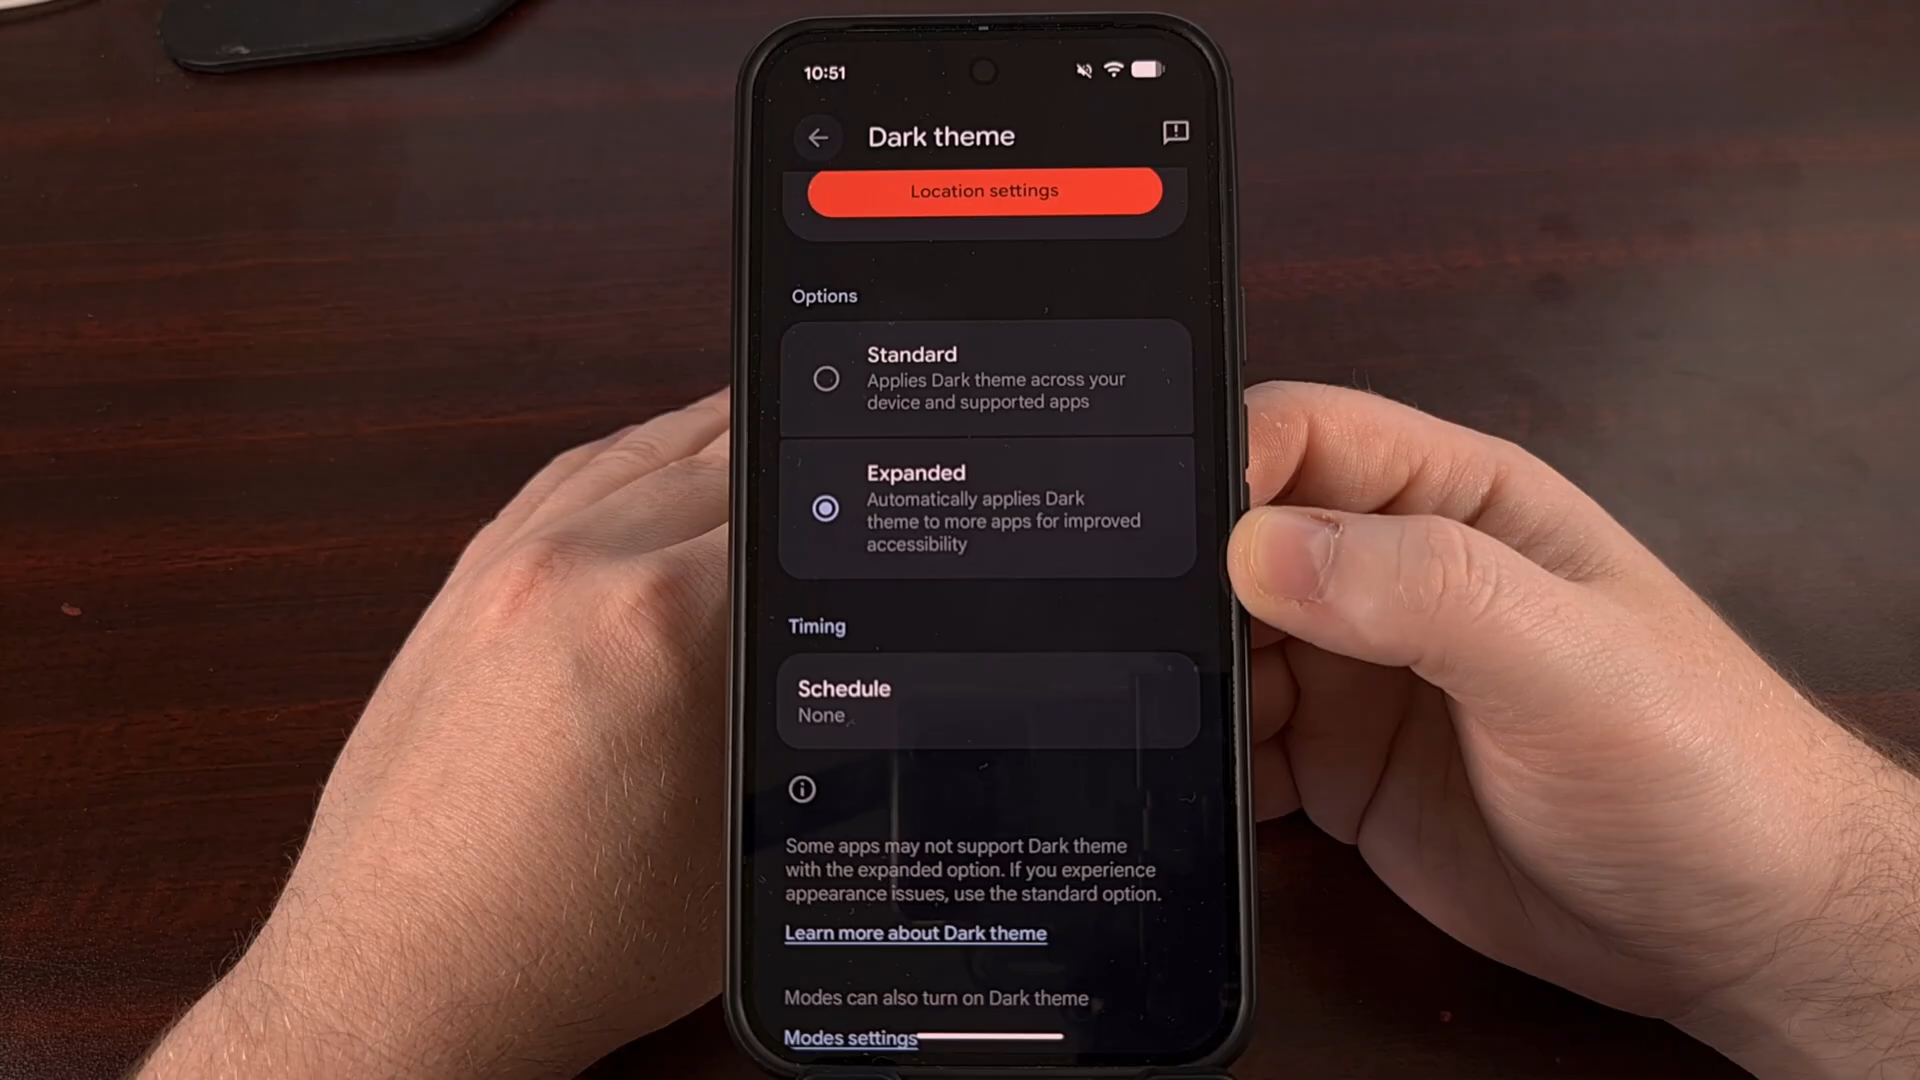 10:51
Dark theme
Location settings
Options
Standard
Applies Dark theme across your
device and supported apps
Expanded
Automatically applies Dark
theme to more apps for improved
accessibility
Timing
Schedule
None
Some apps may not support Dark theme
with the expanded option. If you experience
appearance issues, use the standard option.
Learn more about Dark theme
Modes can also turn on Dark theme
Modes settings